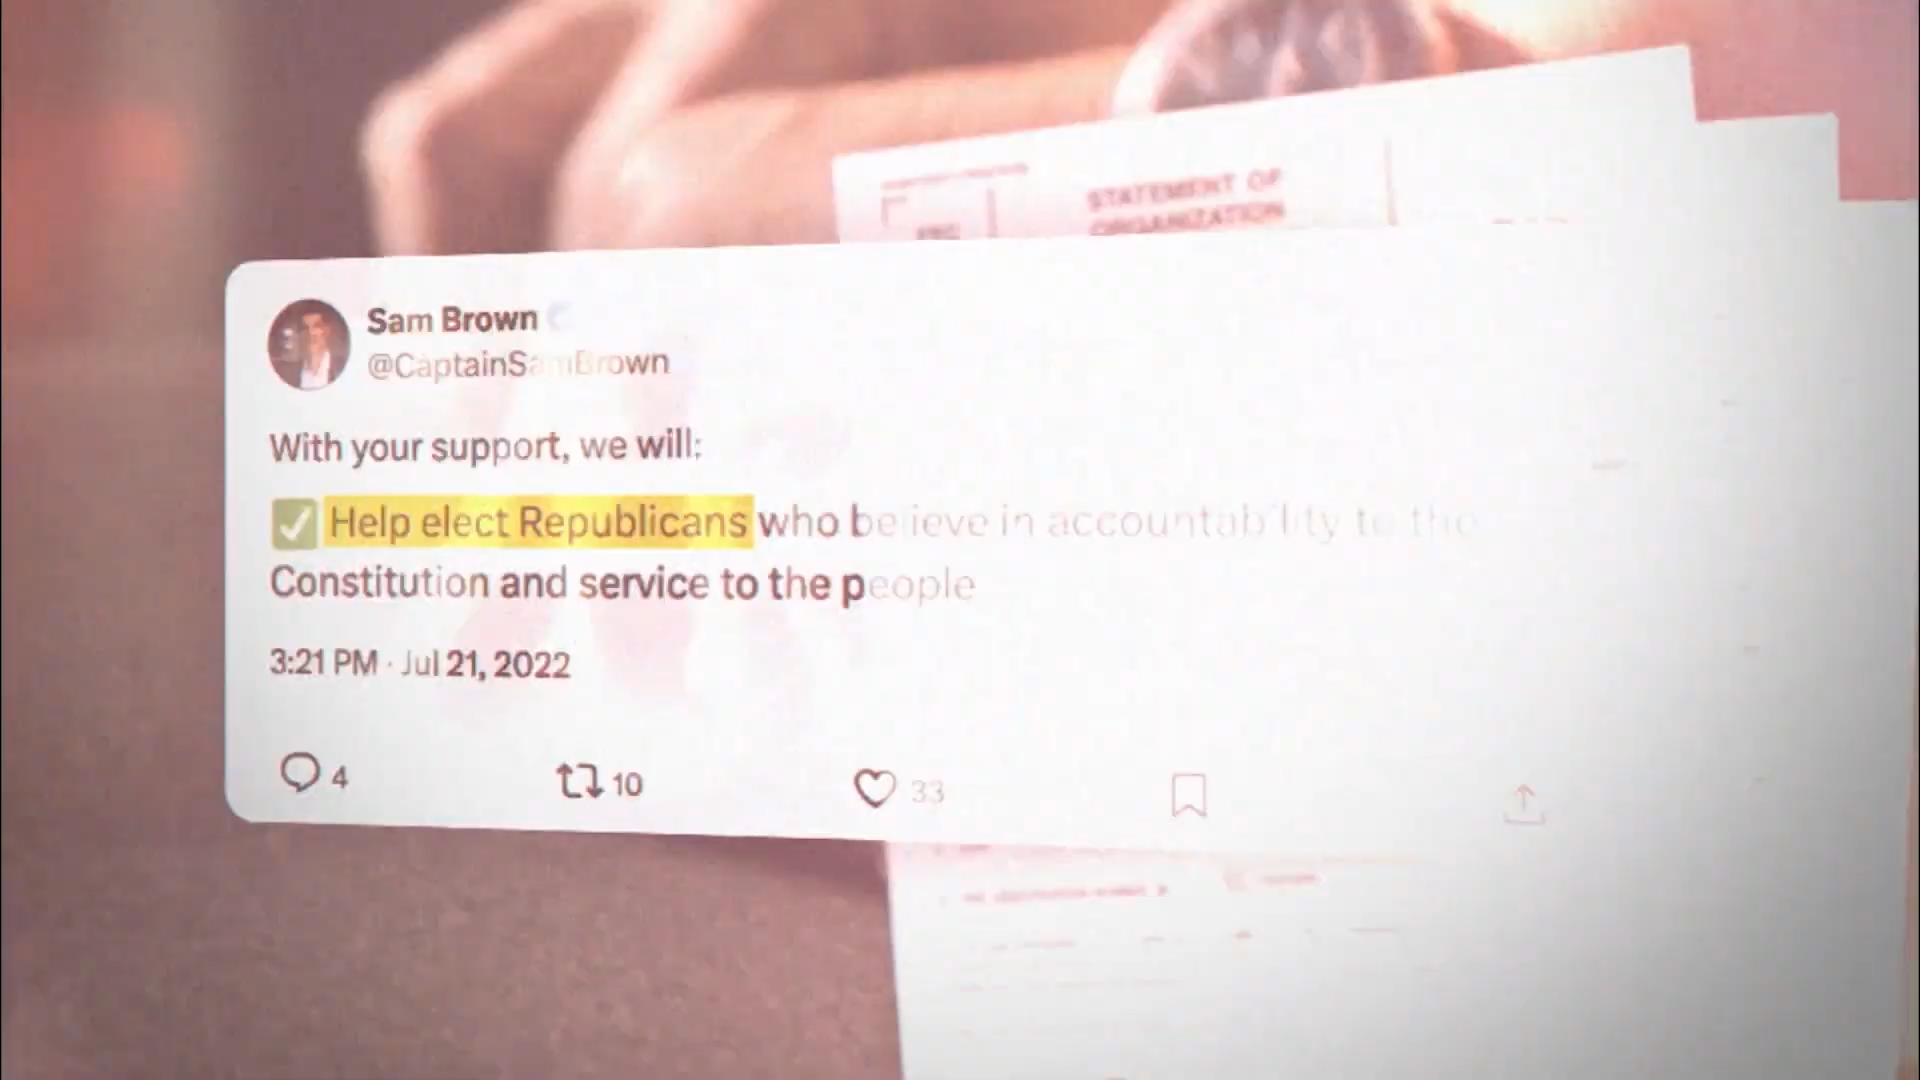 STATEMENT OF
ORGANIZATION
Sam Brown
@CaptainSamBrown
With your support, we will:
✅ Help elect Republicans who believe in accountability to the
Constitution and service to the people
3:21 PM · Jul 21, 2022
4 10 33